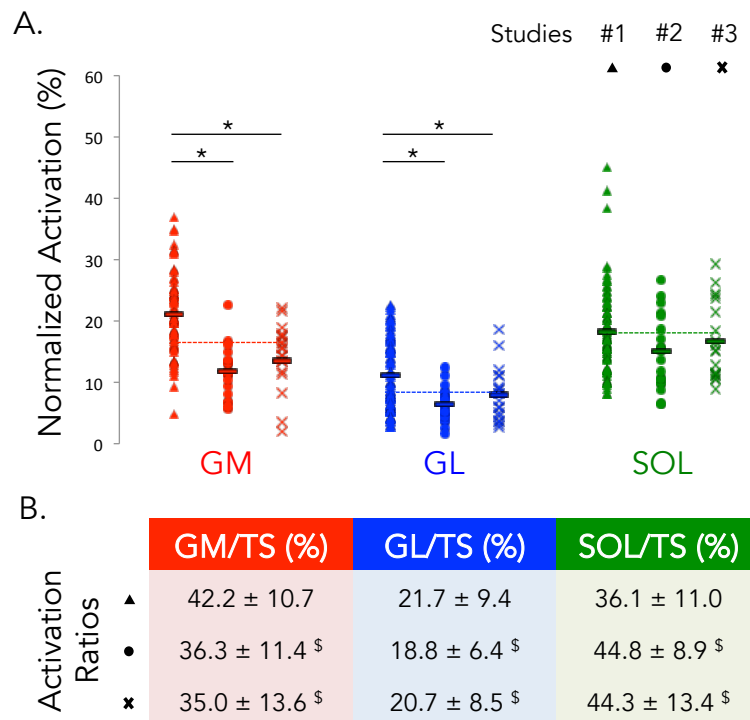 A.
Studies #1 #2 #3
Normalized Activation (%)
60
50
40
30
20
10
0
* *
* *
GM GL SOL
B.
GM/TS (%) GL/TS (%) SOL/TS (%)
Activation
Ratios
42.2 ± 10.7 21.7 ± 9.4 36.1 ± 11.0
36.3 ± 11.4 $ 18.8 ± 6.4 $ 44.8 ± 8.9 $
35.0 ± 13.6 $ 20.7 ± 8.5 $ 44.3 ± 13.4 $